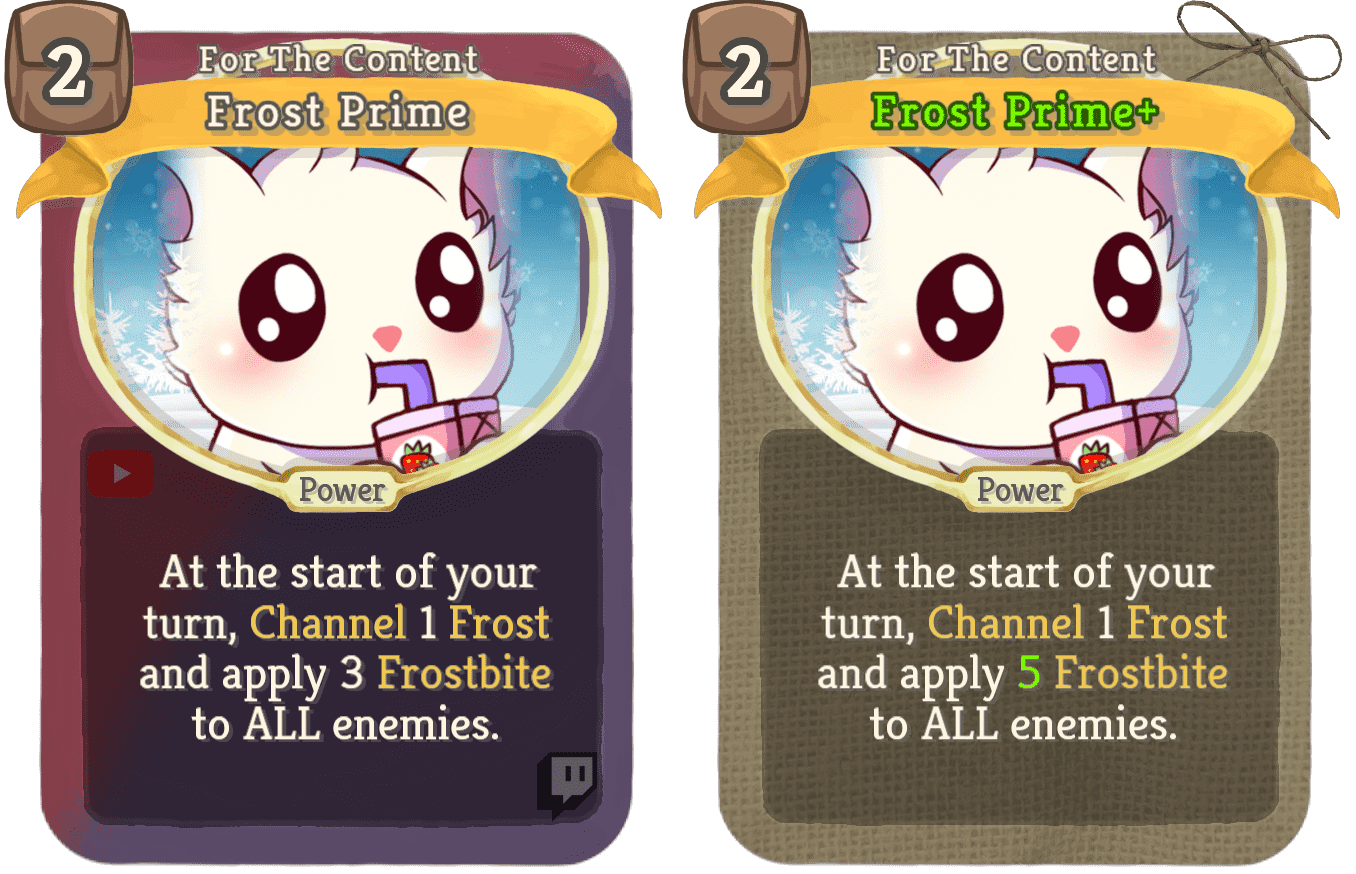 2
For The Content
Frost Prime
Power
At the start of your
turn, Channel 1 Frost
and apply 3 Frostbite
to ALL enemies.
2
For The Content
Frost Prime+
Power
At the start of your
turn, Channel 1 Frost
and apply 5 Frostbite
to ALL enemies.